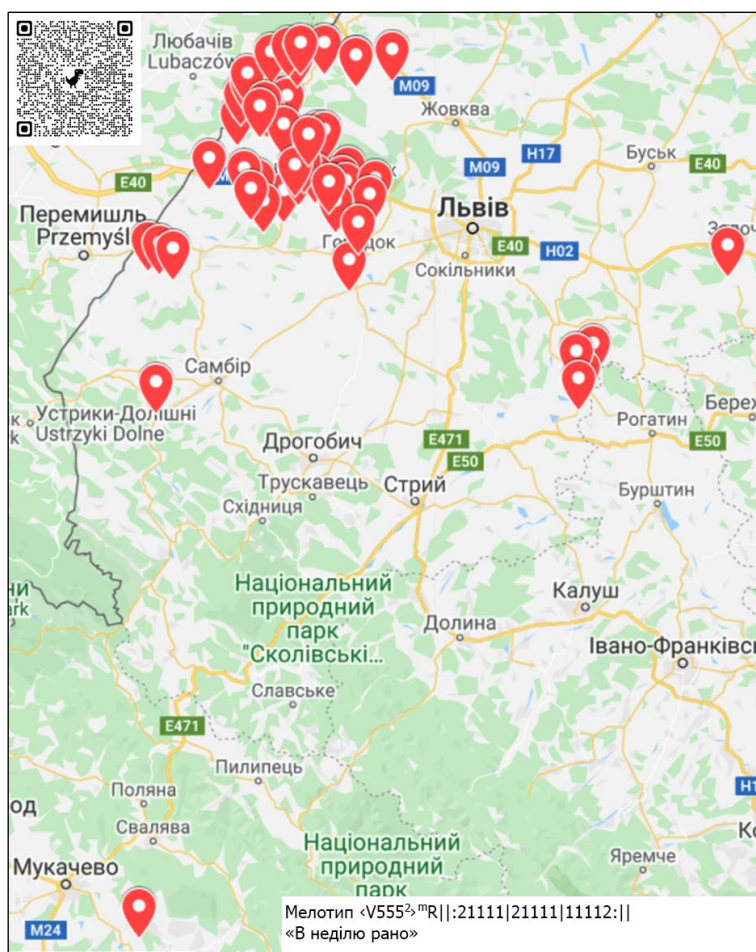 Любачів
Lubaczów
M09
Жовква
H17
Буськ
M09
E40
E40
Перемишль
Przemyśl
Львів
Городок
E40
H02
Сокільники
Самбір
Устрики-Долішні
Ustrzyki Dolne
Рогатин
Дрогобич
E471
E50
E50
Трускавець
Стрий
Східниця
Бурштин
Національний
природний
парк
"Сколівські...
Калуш
Долина
Івано-Франківсь
Славське
E471
Пилипець
Поляна
Свалява
Національний
природний
парк
Мукачево
Яремче
M24
Мелотип ‹V555²›ᵐR||:21111|21111|11112:||
«В неділю рано»